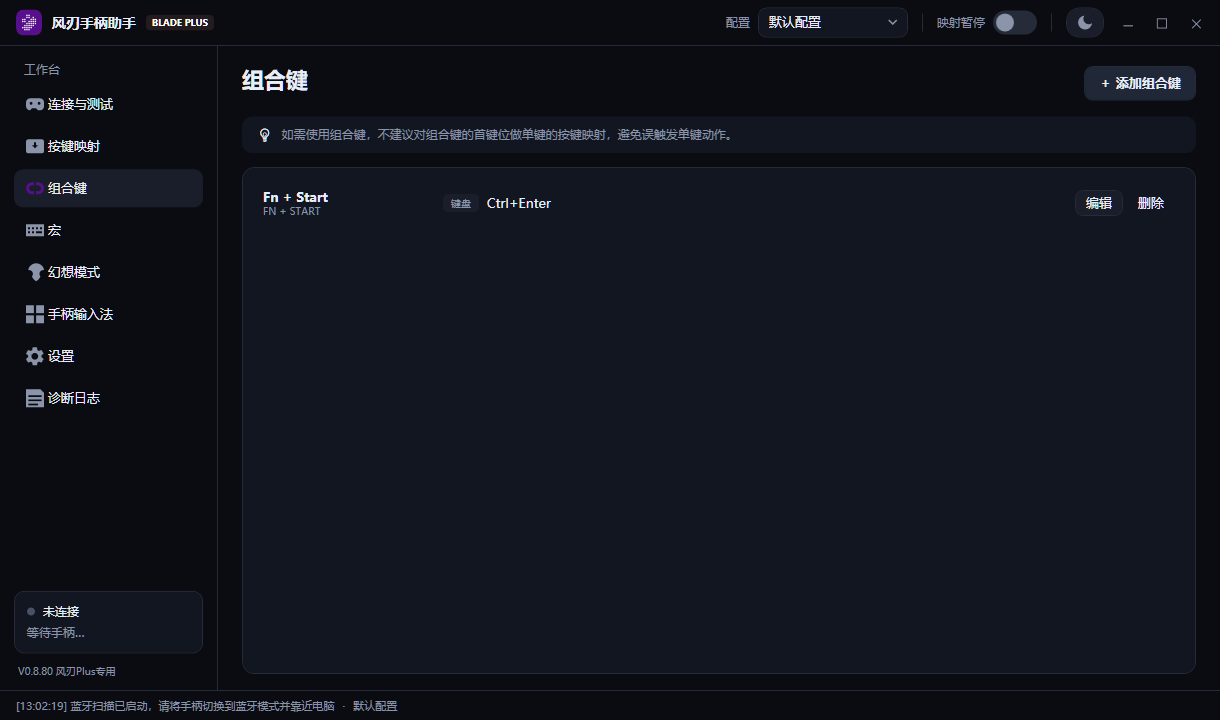 风刃手柄助手 BLADE PLUS 配置 默认配置 映射暂停
工作台
连接与测试
按键映射
组合键
宏
幻想模式
手柄输入法
设置
诊断日志
未连接
等待手柄...
V0.8.80 风刃Plus专用
组合键
+ 添加组合键
如需使用组合键，不建议对组合键的首键位做单键的按键映射，避免误触发单键动作。
Fn + Start
FN + START
键盘 Ctrl+Enter
编辑 删除
[13:02:19] 蓝牙扫描已启动，请将手柄切换到蓝牙模式并靠近电脑 · 默认配置